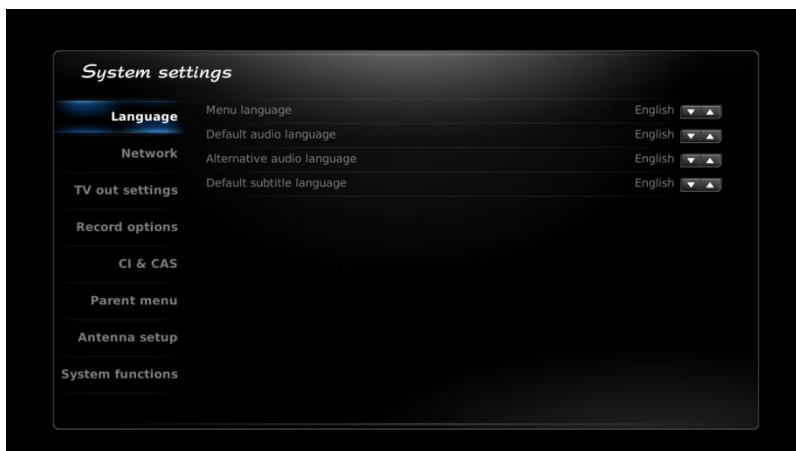 System settings
Language
Menu language English
Default audio language English
Network
Alternative audio language English
TV out settings
Default subtitle language English
Record options
CI & CAS
Parent menu
Antenna setup
System functions